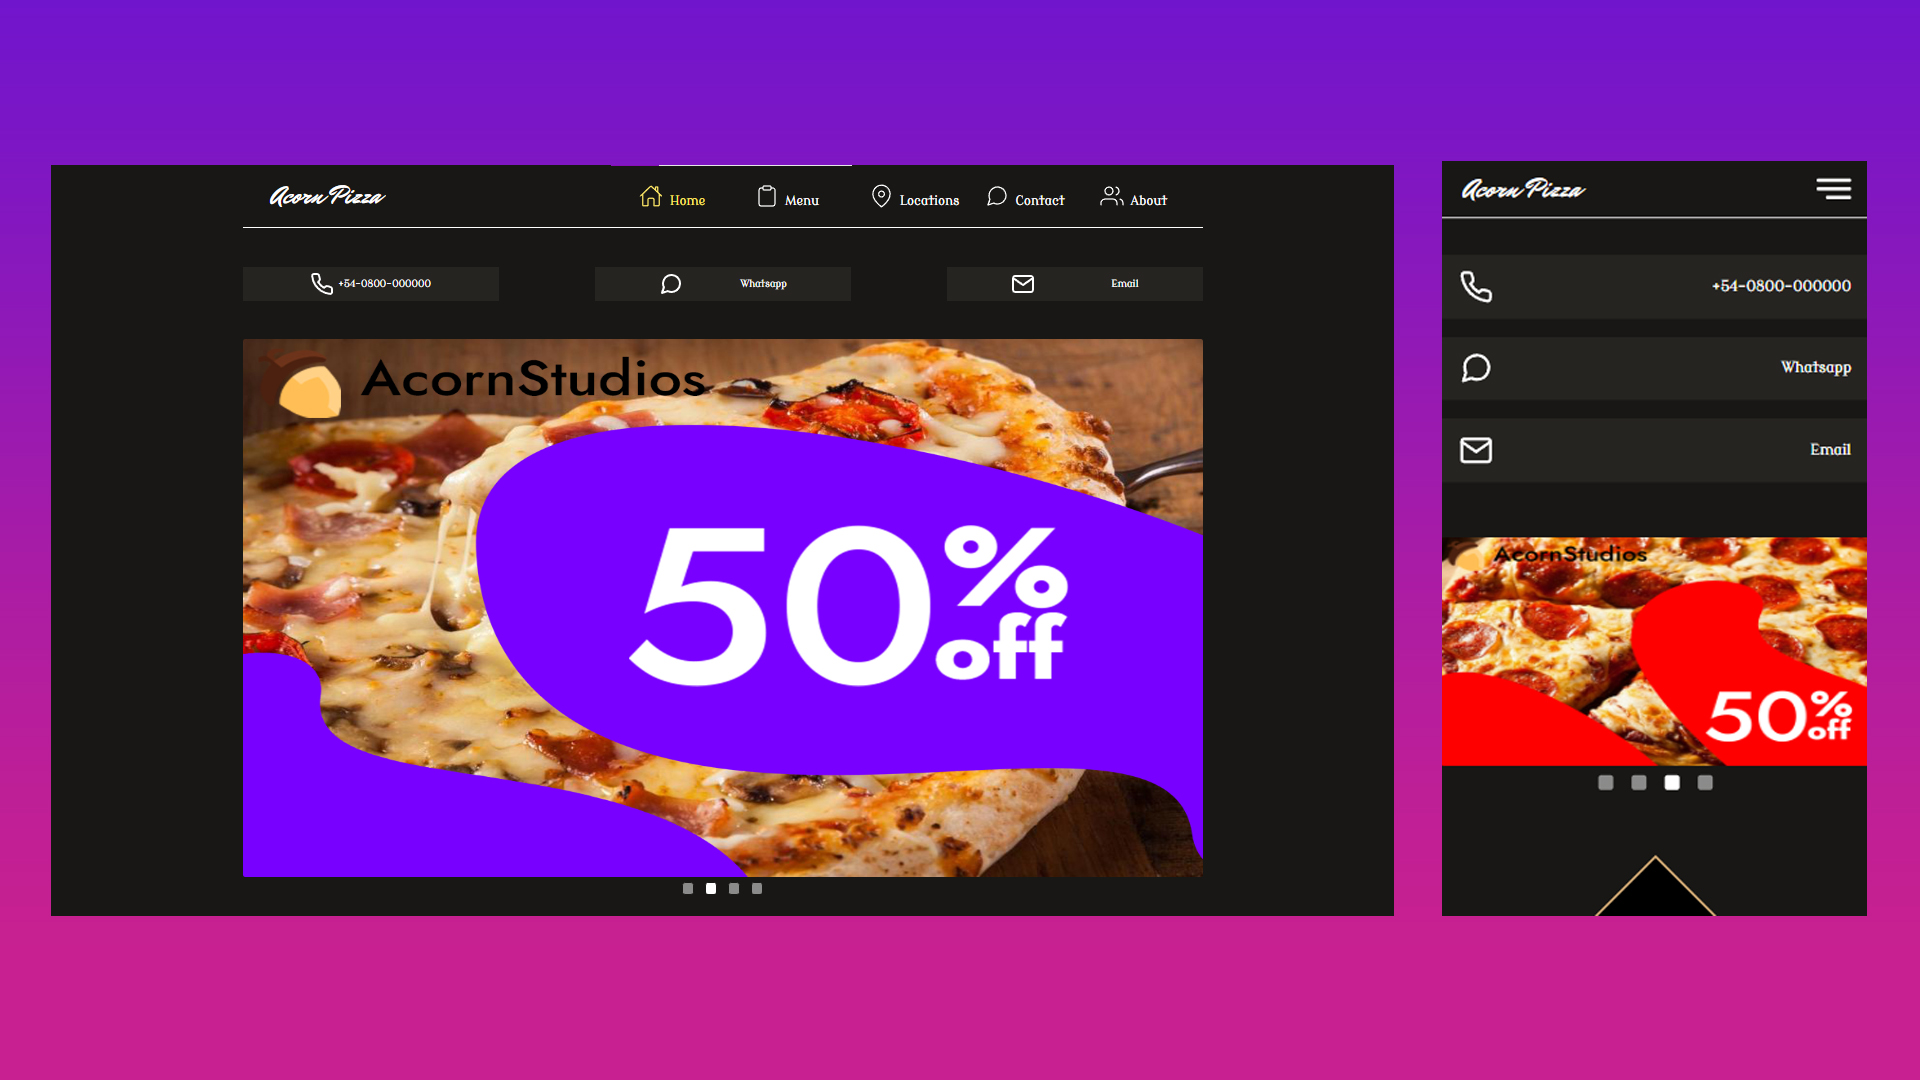 Acorn Pizza
Home Menu Locations Contact About
+54-0800-000000 Whatsapp Email
AcornStudios
50%
off
Acorn Pizza
+54-0800-000000
Whatsapp
Email
AcornStudios
50%
off